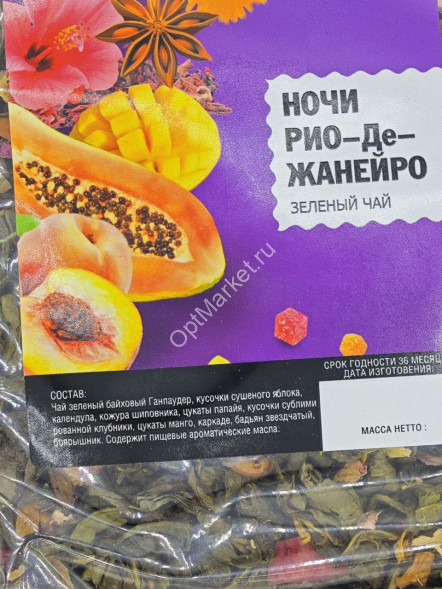 НОЧИ
РИО–Де–
ЖАНЕЙРО
ЗЕЛЕНЫЙ ЧАЙ
OptMarket.ru
СРОК ГОДНОСТИ 36 МЕСЯЦ
ДАТА ИЗГОТОВЕНИЯ:
МАССА НЕТТО :
СОСТАВ:
Чай зеленый байховый Ганпаудер, кусочки сушеного яблока,
календула, кожура шиповника, цукаты папайя, кусочки сублими
рованной клубники, цукаты манго, каркаде, бадьян звездчатый,
боярышник. Содержит пищевые ароматические масла.